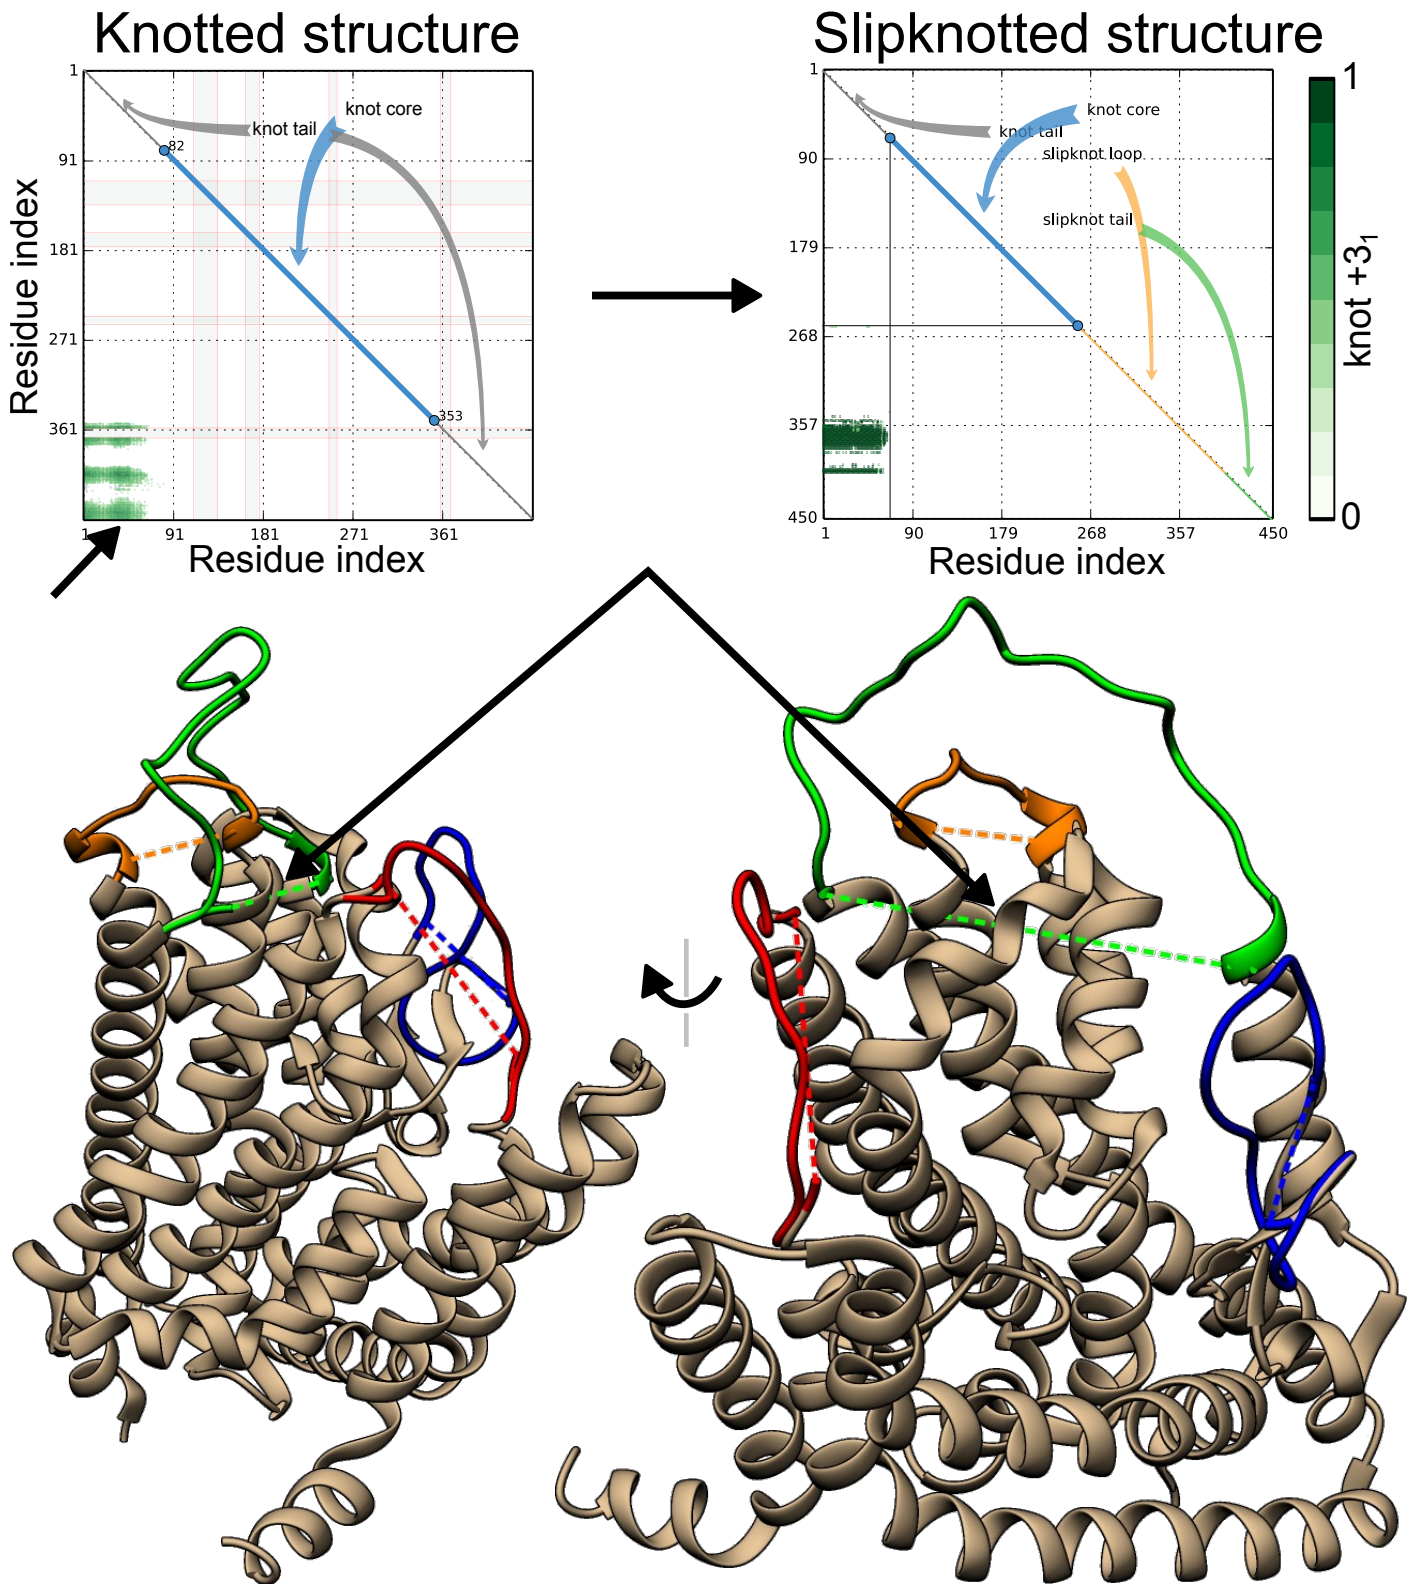 Knotted structure
Slipknotted structure
1
knot core
knot tail
82
91
181
271
353
361
1 91 181 271 361
Residue index
Residue index
1
knot core
knot tail
slipknot loop
90
slipknot tail
179
268
357
450
1 90 179 268 357 450
Residue index
1
knot +3₁
0